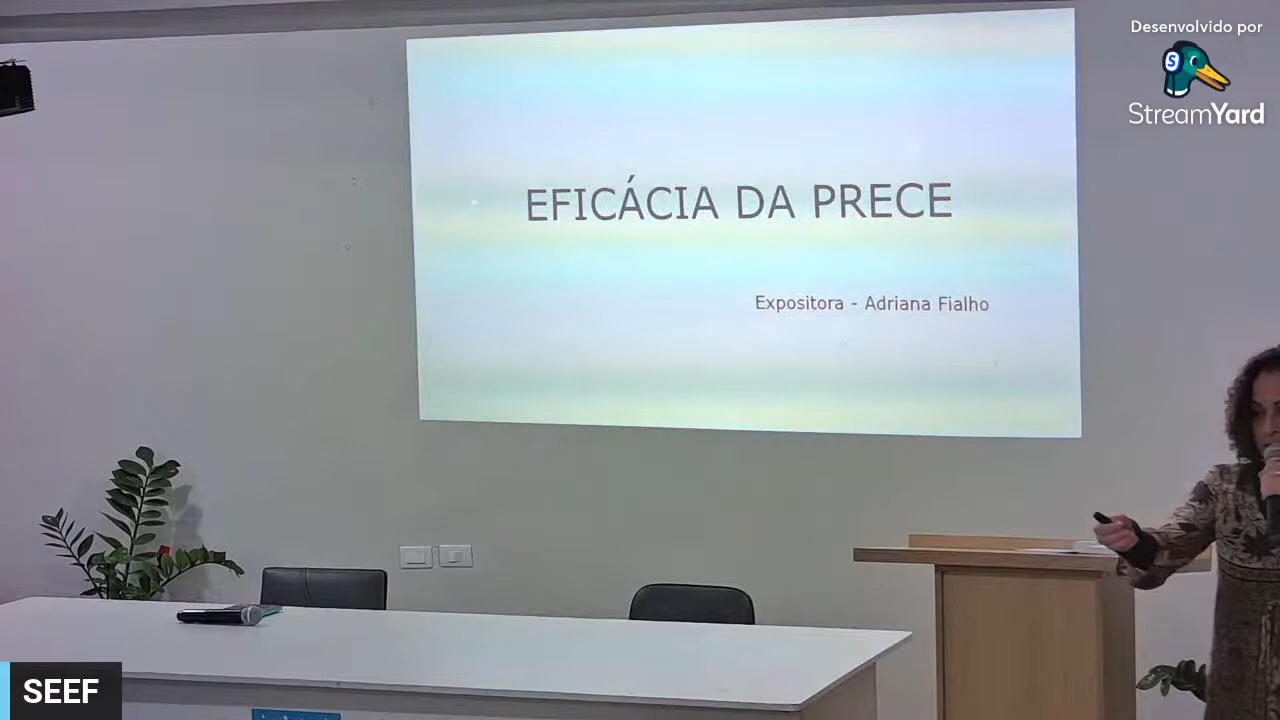 Desenvolvido por
S
StreamYard
EFICÁCIA DA PRECE
Expositora - Adriana Fialho
SEEF